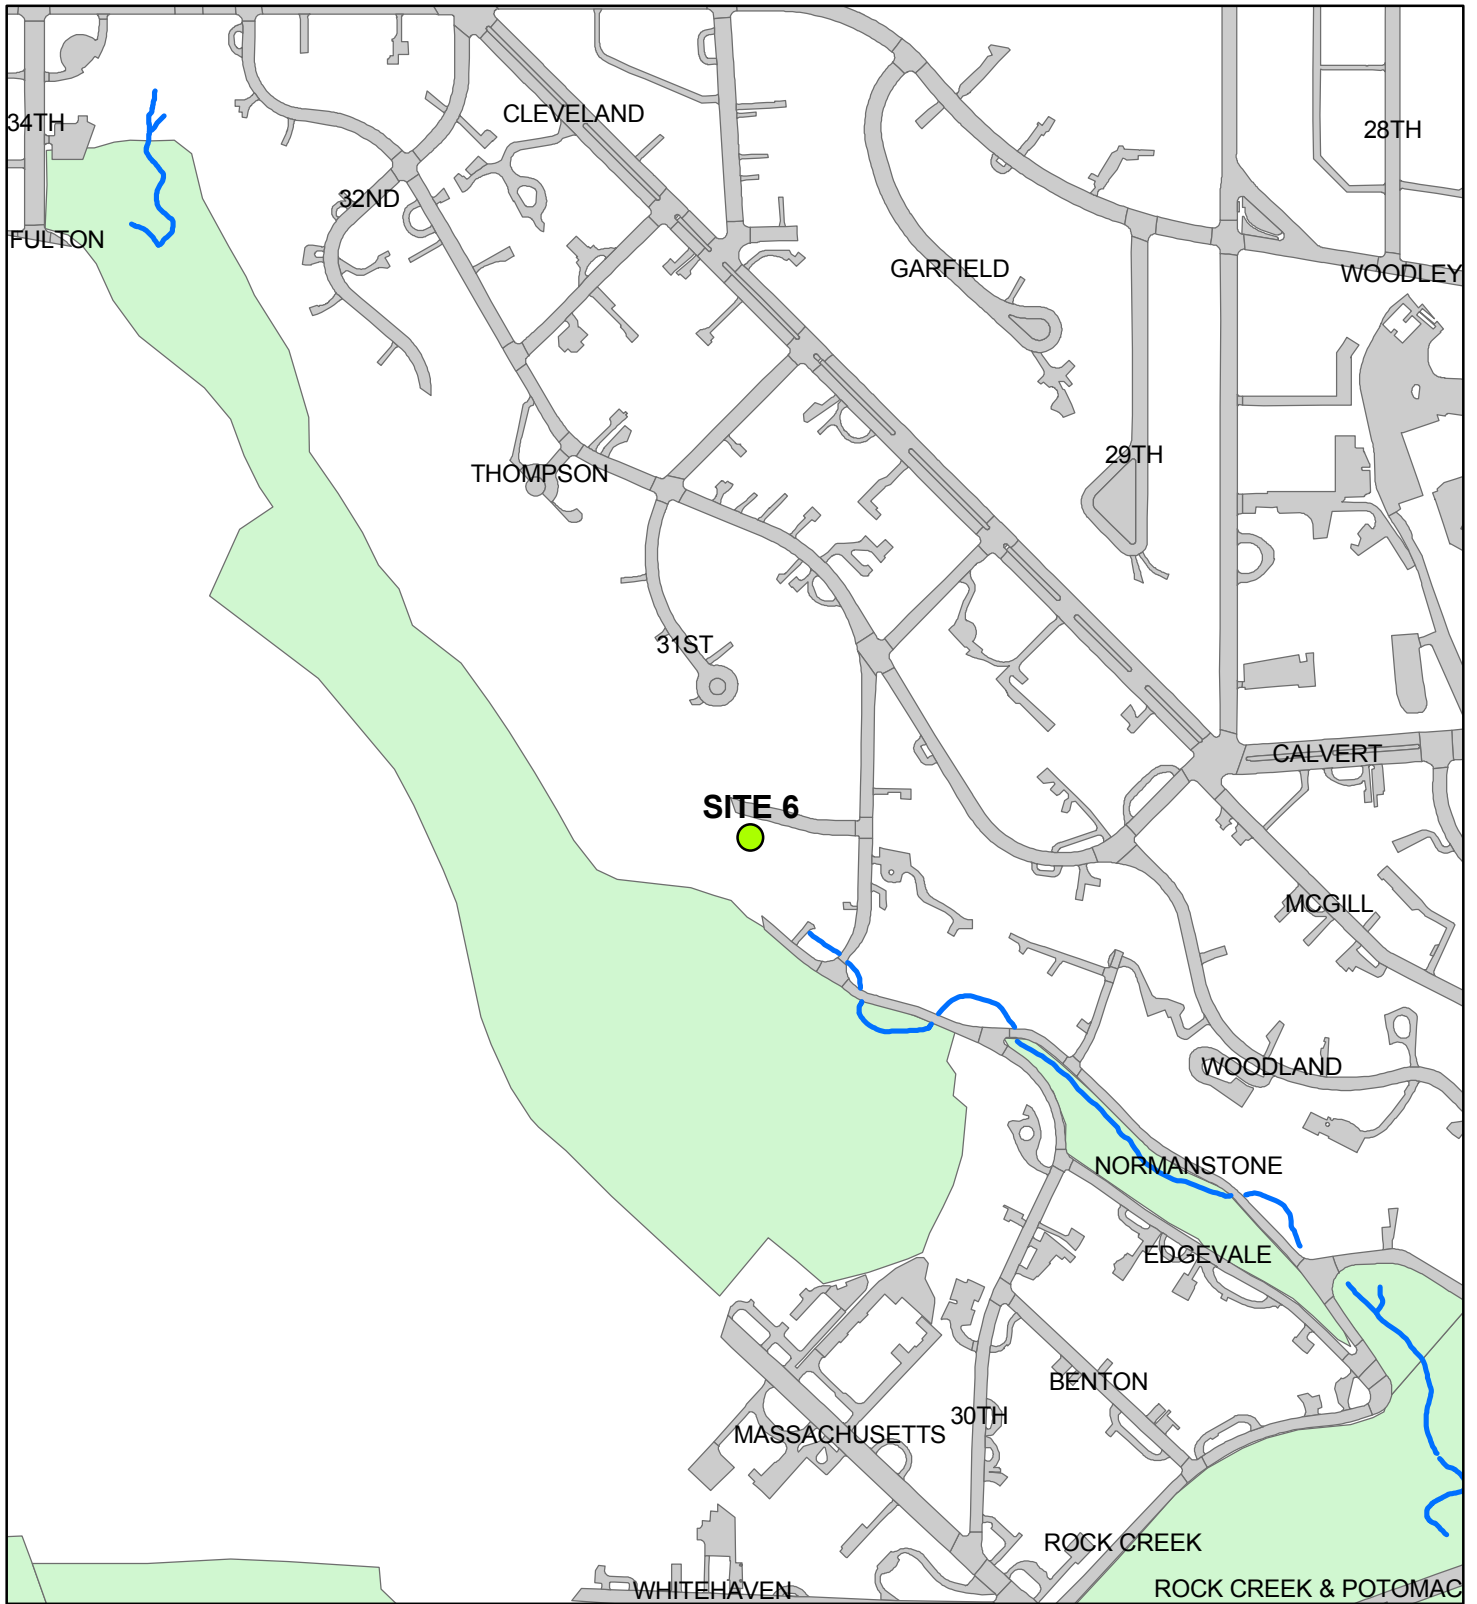 CLEVELAND
34TH
28TH
32ND
FULTON
GARFIELD
WOODLEY
29TH
THOMPSON
31ST
CALVERT
SITE 6
MCGILL
WOODLAND
NORMANSTONE
EDGEVALE
BENTON
30TH
MASSACHUSETTS
ROCK CREEK
WHITEHAVEN
ROCK CREEK & POTOMAC